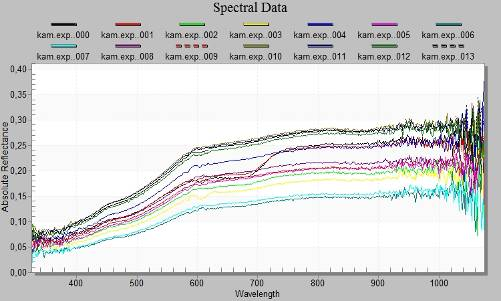 Spectral Data
kam.exp..000 kam.exp..001 kam.exp..002 kam.exp..003 kam.exp..004 kam.exp..005 kam.exp..006
kam.exp..007 kam.exp..008 kam.exp..009 kam.exp..010 kam.exp..011 kam.exp..012 kam.exp..013
0,40
0,35
0,30
0,25
0,20
0,15
0,10
0,05
0,00
Absolute Reflectance
400 500 600 700 800 900 1000
Wavelength